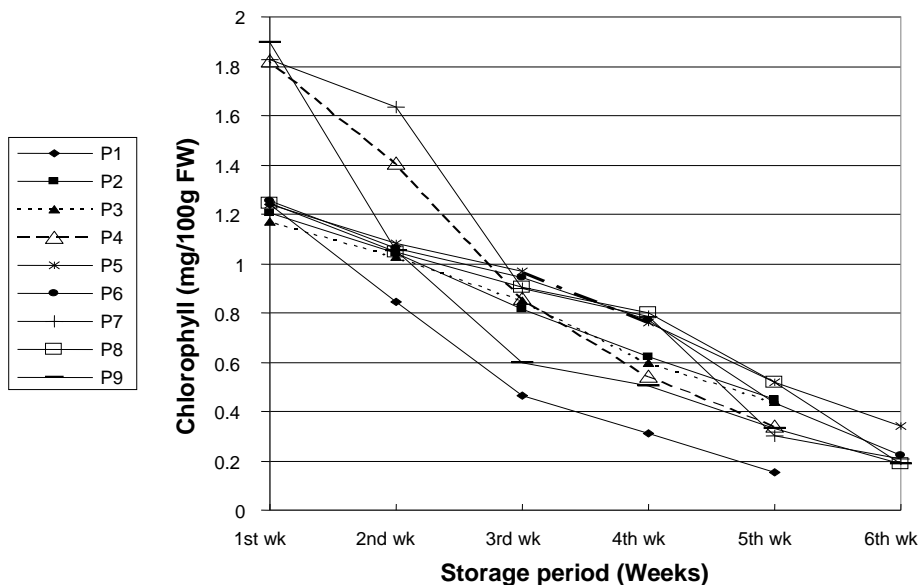 2
1.8
1.6
1.4
1.2
1
0.8
0.6
0.4
0.2
0
Chlorophyll (mg/100g FW)
P1
P2
P3
P4
P5
P6
P7
P8
P9
1st wk 2nd wk 3rd wk 4th wk 5th wk 6th wk
Storage period (Weeks)